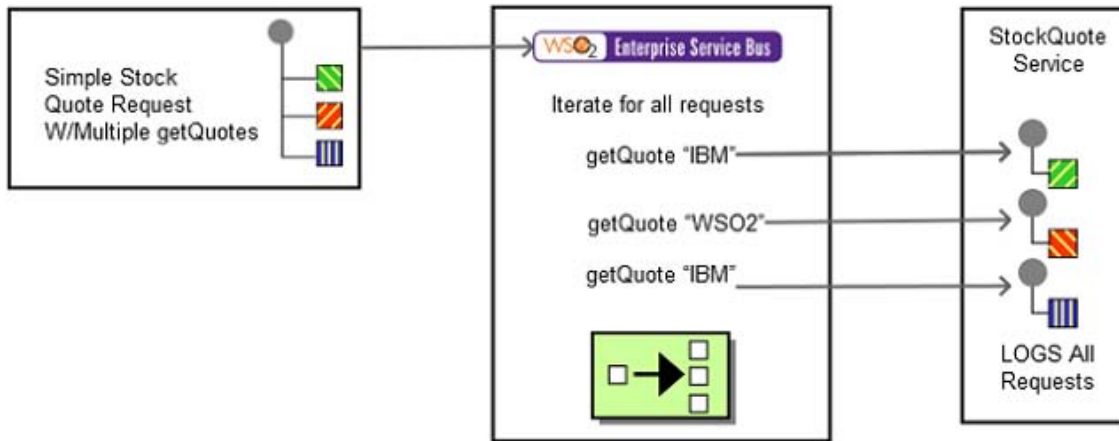 Simple Stock
Quote Request
W/Multiple getQuotes
WSO2 Enterprise Service Bus
Iterate for all requests
getQuote “IBM”
getQuote “WSO2”
getQuote “IBM”
StockQuote
Service
LOGS All
Requests